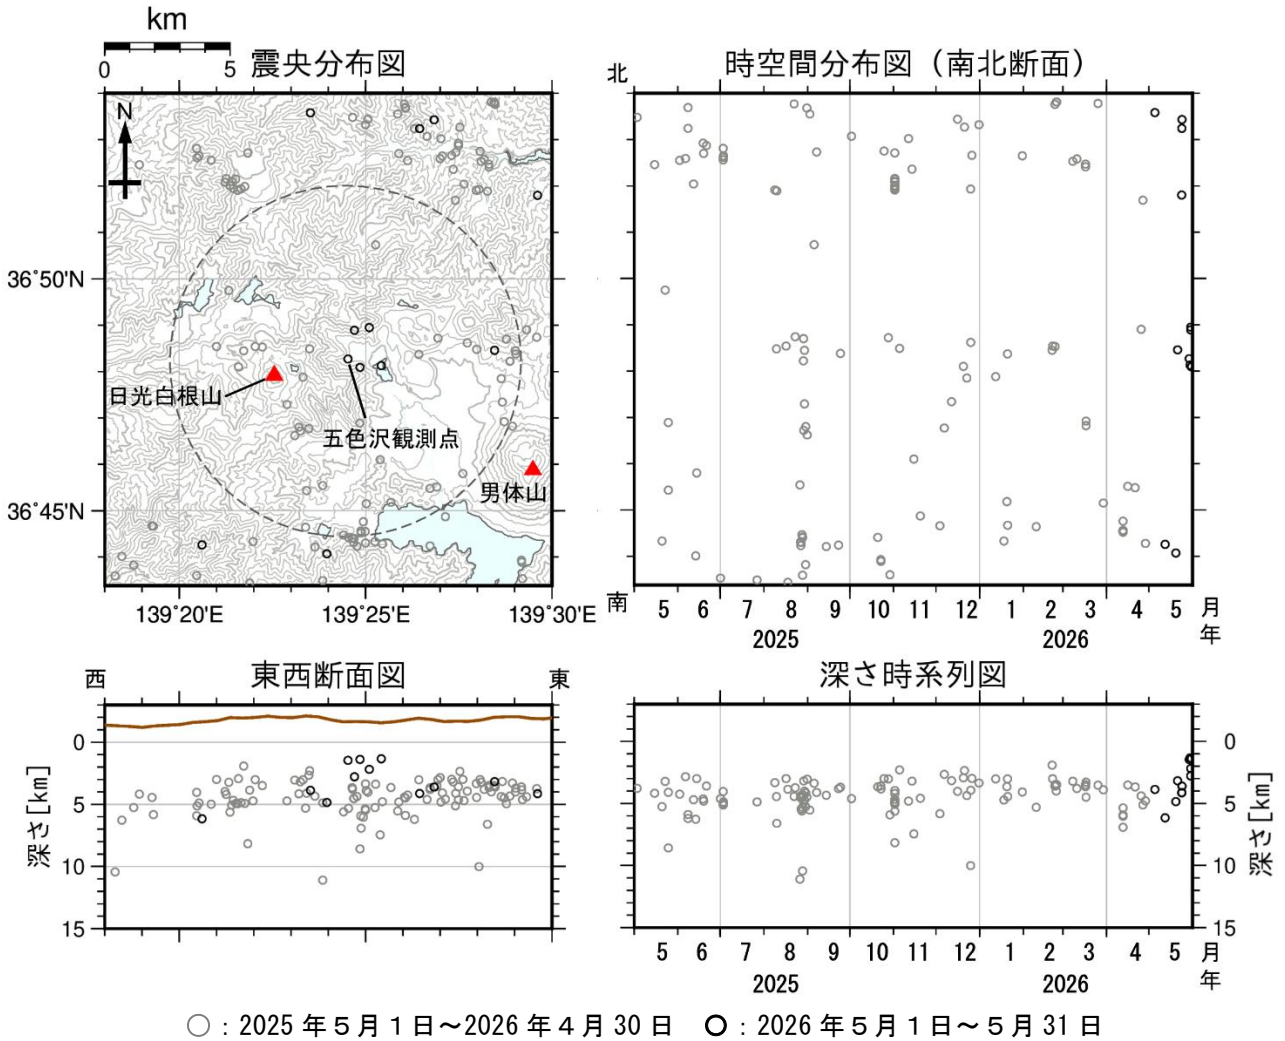 km
0 5
震央分布図
N
36°50'N
36°45'N
日光白根山
五色沢観測点
男体山
139°20'E 139°25'E 139°30'E
時空間分布図（南北断面）
北
南
5 6 7 8 9 10 11 12 1 2 3 4 5 月
2025 2026 年
西 東西断面図 東
0
5
10
15
深さ[km]
深さ時系列図
0
5
10
15
深さ[km]
5 6 7 8 9 10 11 12 1 2 3 4 5 月
2025 2026 年
○：2025年５月１日～2026年４月30日 ○：2026年５月１日～５月31日